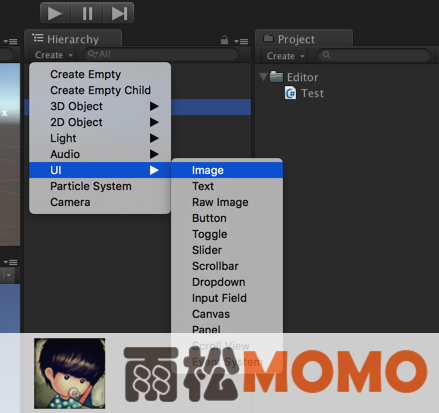 Hierarchy
Project
Create
All
Create
Create Empty
Create Empty Child
3D Object
2D Object
Light
Audio
UI
Particle System
Camera
Editor
Test
Image
Text
Raw Image
Button
Toggle
Slider
Scrollbar
Dropdown
Input Field
Canvas
Panel
Scroll View
Event System
x
雨松MOMO